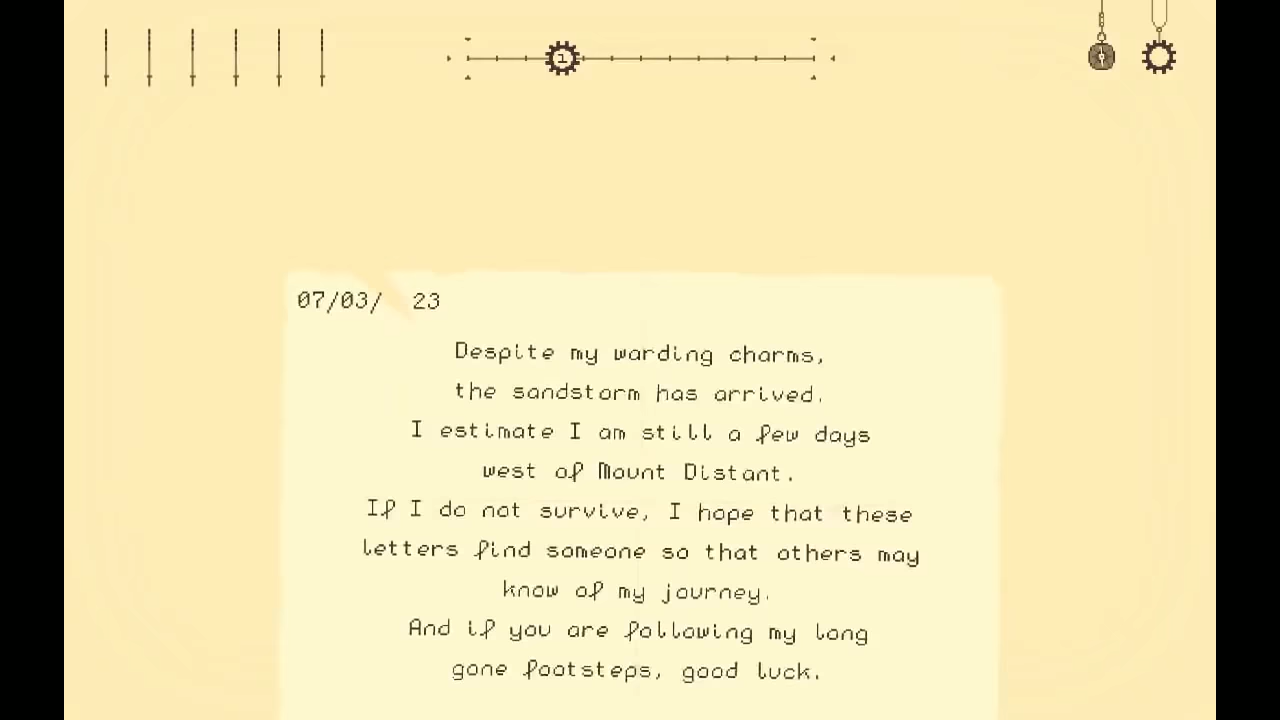 1
07/03/  23
Despite my warding charms,
the sandstorm has arrived.
I estimate I am still a few days
west of Mount Distant.
If I do not survive, I hope that these
letters find someone so that others may
know of my journey.
And if you are following my long
gone footsteps, good luck.